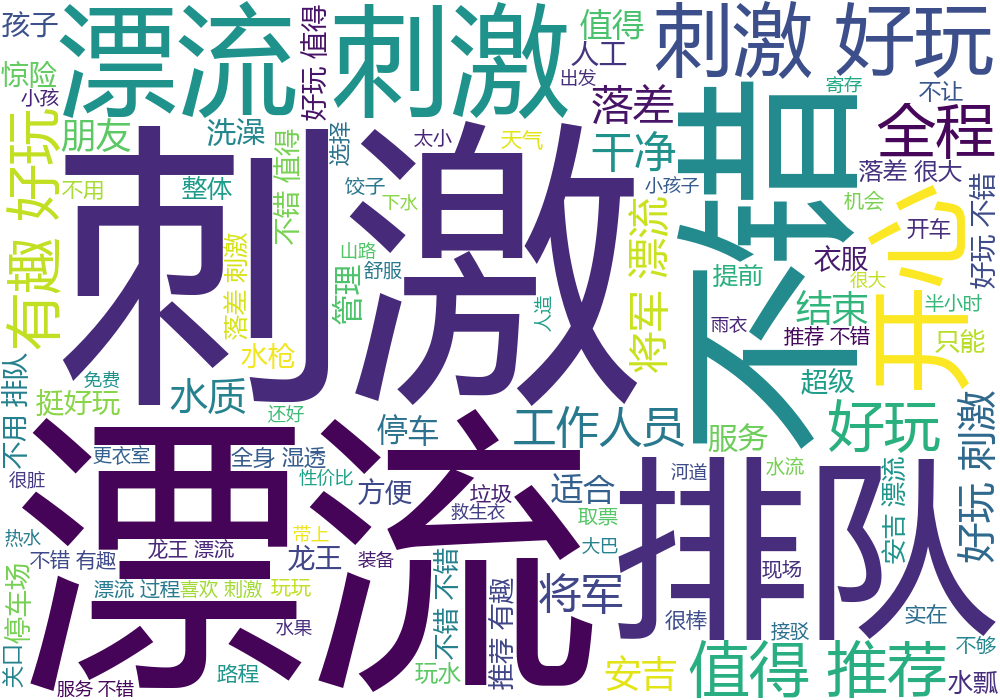 孩子
漂流 刺激
好玩 值得
值得
人工
出发
刺激 好玩
寄存
不让
惊险
小孩
朋友
洗澡
选择
太小
天气
落差
干净
全程
有趣 好玩
不用
整体
不错 值得
饺子
下水
刺激
小孩子
不错
落差 很大
机会
好玩 不错
开车
开心
落差 刺激
山路
舒服
管理
将军 漂流
提前
衣服
很大
结束
半小时
人造
雨衣
推荐 不错
只能
水枪
不用 排队
免费
挺好玩
水质
还好
超级
停车
工作人员
服务
好玩
好玩 刺激
漂流
更衣室
全身 湿透
性价比
方便
垃圾
救生衣
适合
取票
大巴
排队
河道
水流
安吉 漂流
很脏
热水
不错 有趣
龙王 漂流
带上
龙王
装备
不错 不错
关口停车场
漂流 过程
喜欢 刺激
玩玩
水果
推荐 有趣
将军
很棒
现场
接驳
实在
不够
服务 不错
路程
玩水
安吉
值得 推荐
水瓢